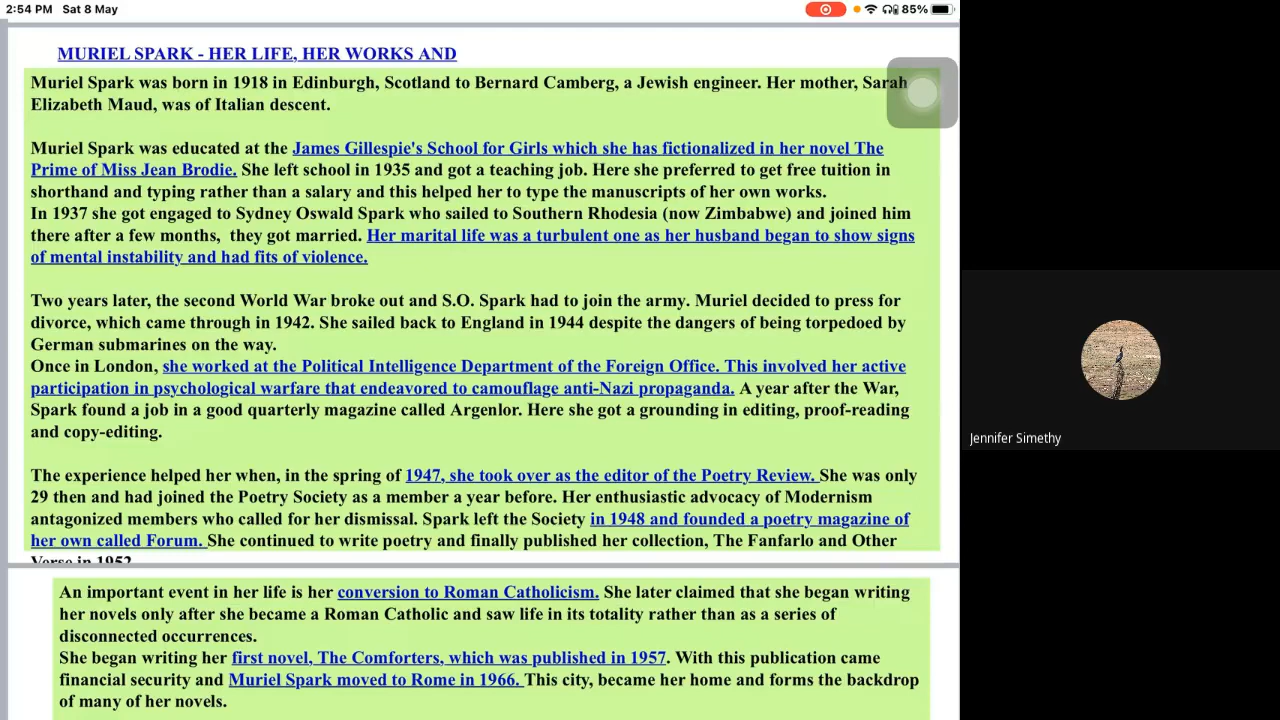 2:54 PM Sat 8 May
85%
MURIEL SPARK - HER LIFE, HER WORKS AND
Muriel Spark was born in 1918 in Edinburgh, Scotland to Bernard Camberg, a Jewish engineer. Her mother, Sarah
Elizabeth Maud, was of Italian descent.
Muriel Spark was educated at the James Gillespie's School for Girls which she has fictionalized in her novel The
Prime of Miss Jean Brodie. She left school in 1935 and got a teaching job. Here she preferred to get free tuition in
shorthand and typing rather than a salary and this helped her to type the manuscripts of her own works.
In 1937 she got engaged to Sydney Oswald Spark who sailed to Southern Rhodesia (now Zimbabwe) and joined him
there after a few months, they got married. Her marital life was a turbulent one as her husband began to show signs
of mental instability and had fits of violence.
Two years later, the second World War broke out and S.O. Spark had to join the army. Muriel decided to press for
divorce, which came through in 1942. She sailed back to England in 1944 despite the dangers of being torpedoed by
German submarines on the way.
Once in London, she worked at the Political Intelligence Department of the Foreign Office. This involved her active
participation in psychological warfare that endeavored to camouflage anti-Nazi propaganda. A year after the War,
Spark found a job in a good quarterly magazine called Argenlor. Here she got a grounding in editing, proof-reading
and copy-editing.
The experience helped her when, in the spring of 1947, she took over as the editor of the Poetry Review. She was only
29 then and had joined the Poetry Society as a member a year before. Her enthusiastic advocacy of Modernism
antagonized members who called for her dismissal. Spark left the Society in 1948 and founded a poetry magazine of
her own called Forum. She continued to write poetry and finally published her collection, The Fanfarlo and Other
Verse in 1952
An important event in her life is her conversion to Roman Catholicism. She later claimed that she began writing
her novels only after she became a Roman Catholic and saw life in its totality rather than as a series of
disconnected occurrences.
She began writing her first novel, The Comforters, which was published in 1957. With this publication came
financial security and Muriel Spark moved to Rome in 1966. This city, became her home and forms the backdrop
of many of her novels.
Jennifer Simethy